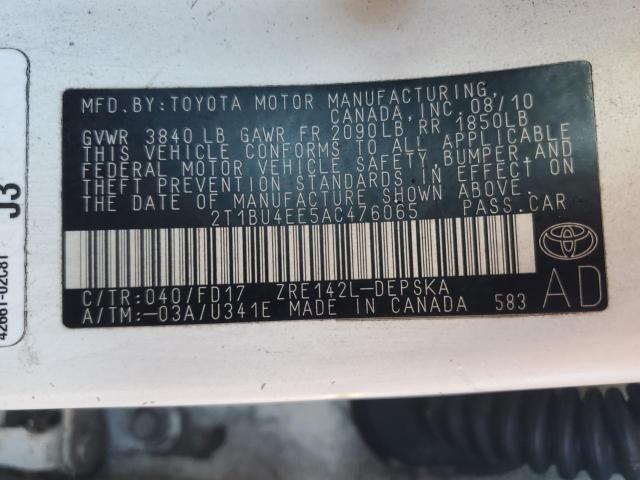 MFD. BY: TOYOTA MOTOR MANUFACTURING,
CANADA, INC. 08/10
GVWR 3840 LB GAWR FR 2090LB, RR 1850LB
THIS VEHICLE CONFORMS TO ALL APPLICABLE
FEDERAL MOTOR VEHICLE SAFETY, BUMPER, AND
THEFT PREVENTION STANDARDS IN EFFECT ON
THE DATE OF MANUFACTURE SHOWN ABOVE.
2T1BU4EE5AC476065 PASS. CAR
C/TR: 040/FD17 ZRE142L-DEPSKA
A/TM: -03A/U341E MADE IN CANADA 583
AD
42661-02C81